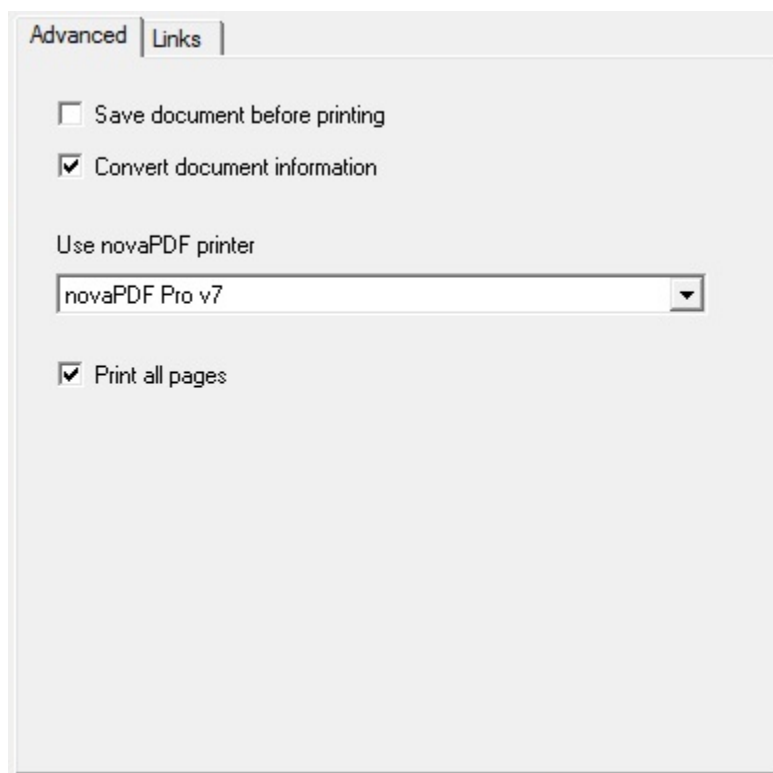 Advanced
Links
Save document before printing
Convert document information
Use novaPDF printer
novaPDF Pro v7
Print all pages